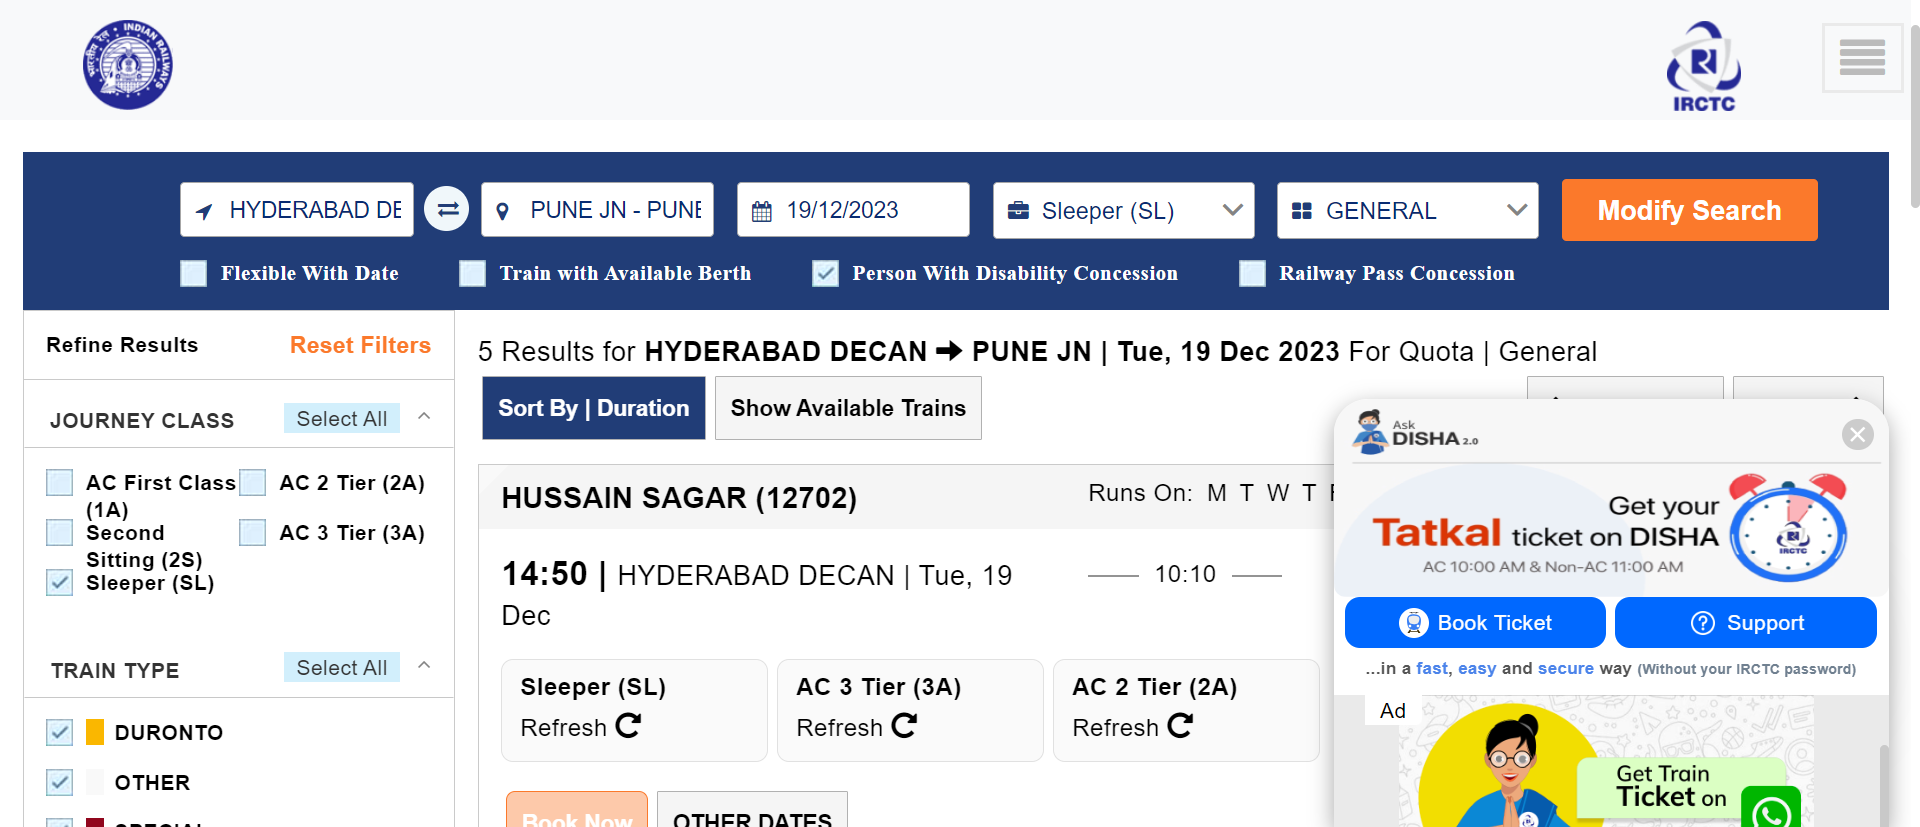 INDIAN RAILWAYS
भारतीय रेल
IRCTC
HYDERABAD DE
PUNE JN - PUNE
19/12/2023
Sleeper (SL)
GENERAL
Modify Search
Flexible With Date
Train with Available Berth
Person With Disability Concession
Railway Pass Concession
Refine Results
Reset Filters
5 Results for HYDERABAD DECAN ➔ PUNE JN | Tue, 19 Dec 2023 For Quota | General
Sort By | Duration
Show Available Trains
JOURNEY CLASS
Select All
AC First Class
(1A)
AC 2 Tier (2A)
Second
Sitting (2S)
AC 3 Tier (3A)
Sleeper (SL)
TRAIN TYPE
Select All
DURONTO
OTHER
SPECIAL
HUSSAIN SAGAR (12702)
Runs On: M T W T F
14:50 | HYDERABAD DECAN | Tue, 19
Dec
10:10
Sleeper (SL)
Refresh
AC 3 Tier (3A)
Refresh
AC 2 Tier (2A)
Refresh
Book Now
OTHER DATES
Ask
DISHA 2.0
Get your
Tatkal ticket on DISHA
AC 10:00 AM & Non-AC 11:00 AM
IRCTC
Book Ticket
Support
...in a fast, easy and secure way (Without your IRCTC password)
Ad
Get Train
Ticket on